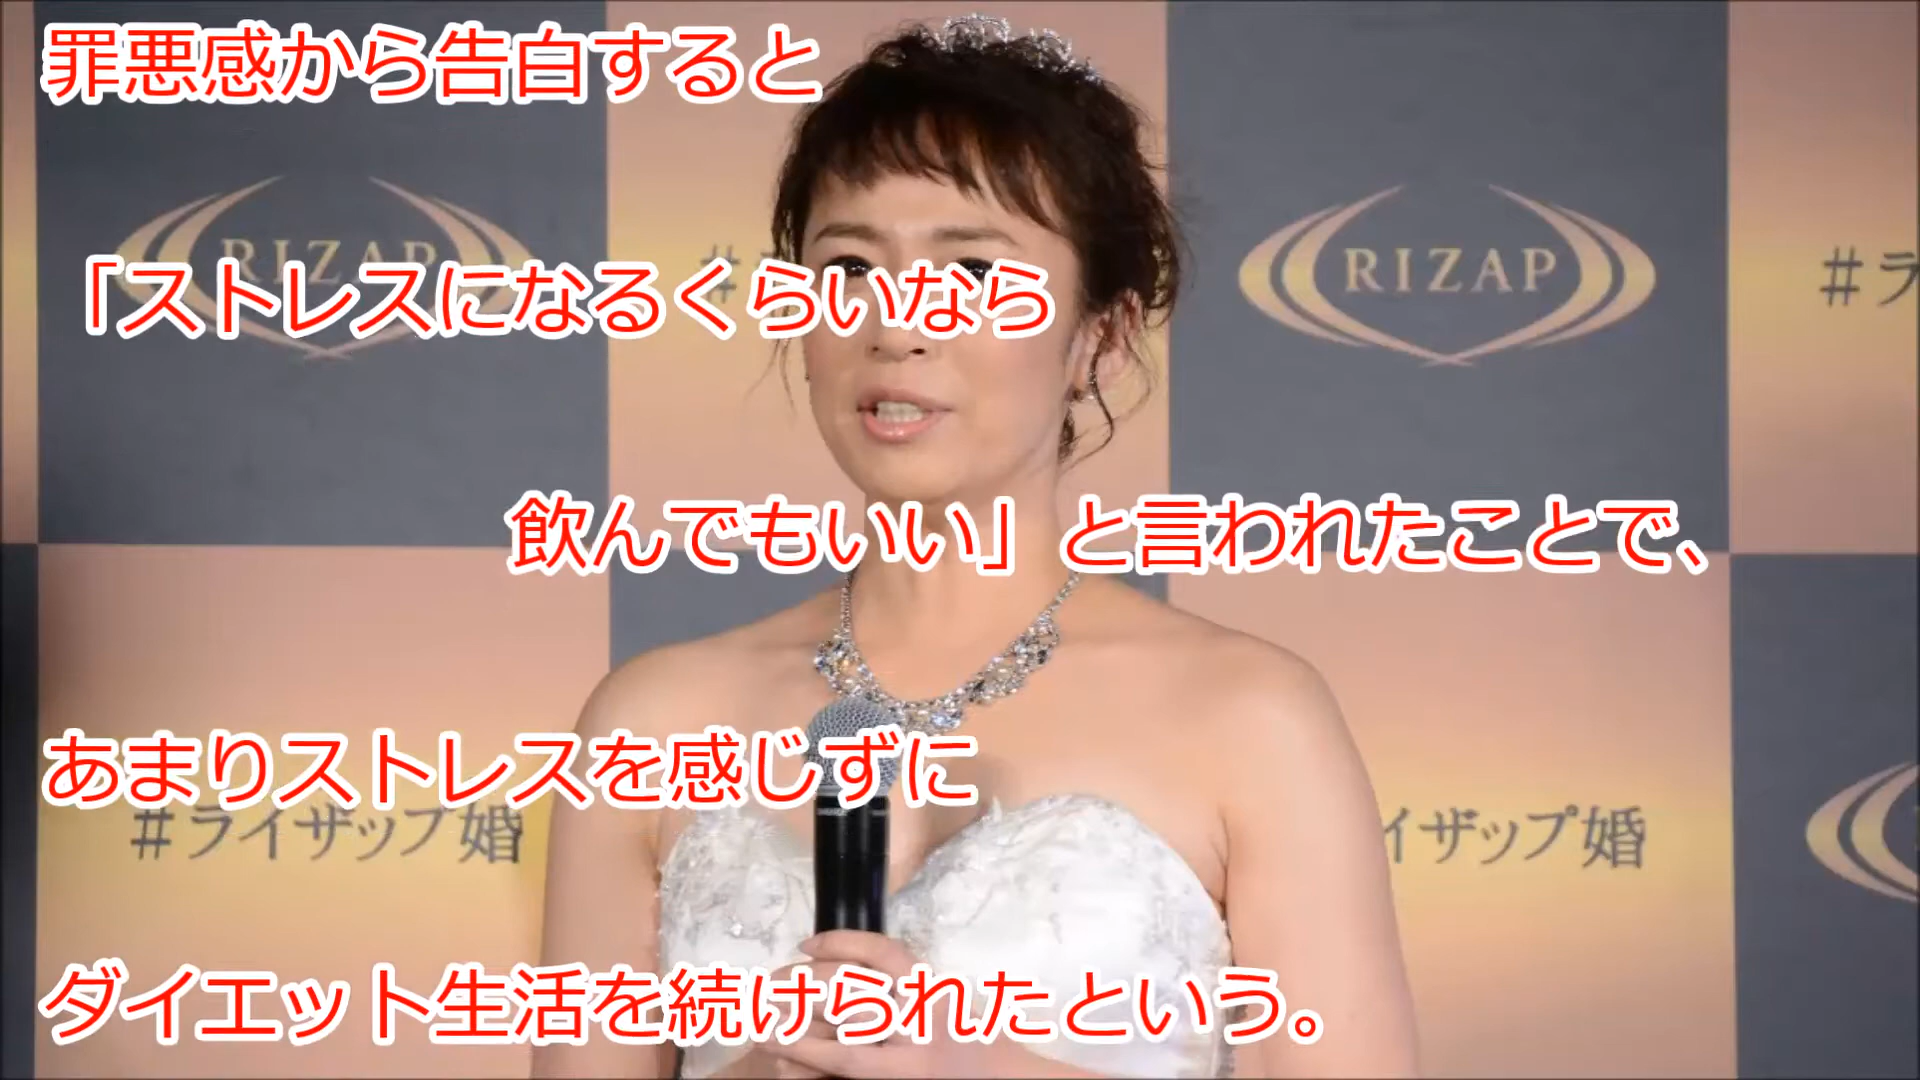 罪悪感から告白すると
RIZAP
「ストレスになるくらいなら
RIZAP
#ラ
飲んでもいい」と言われたことで、
あまりストレスを感じずに
#ライザップ婚
イザップ婚
ダイエット生活を続けられたという。